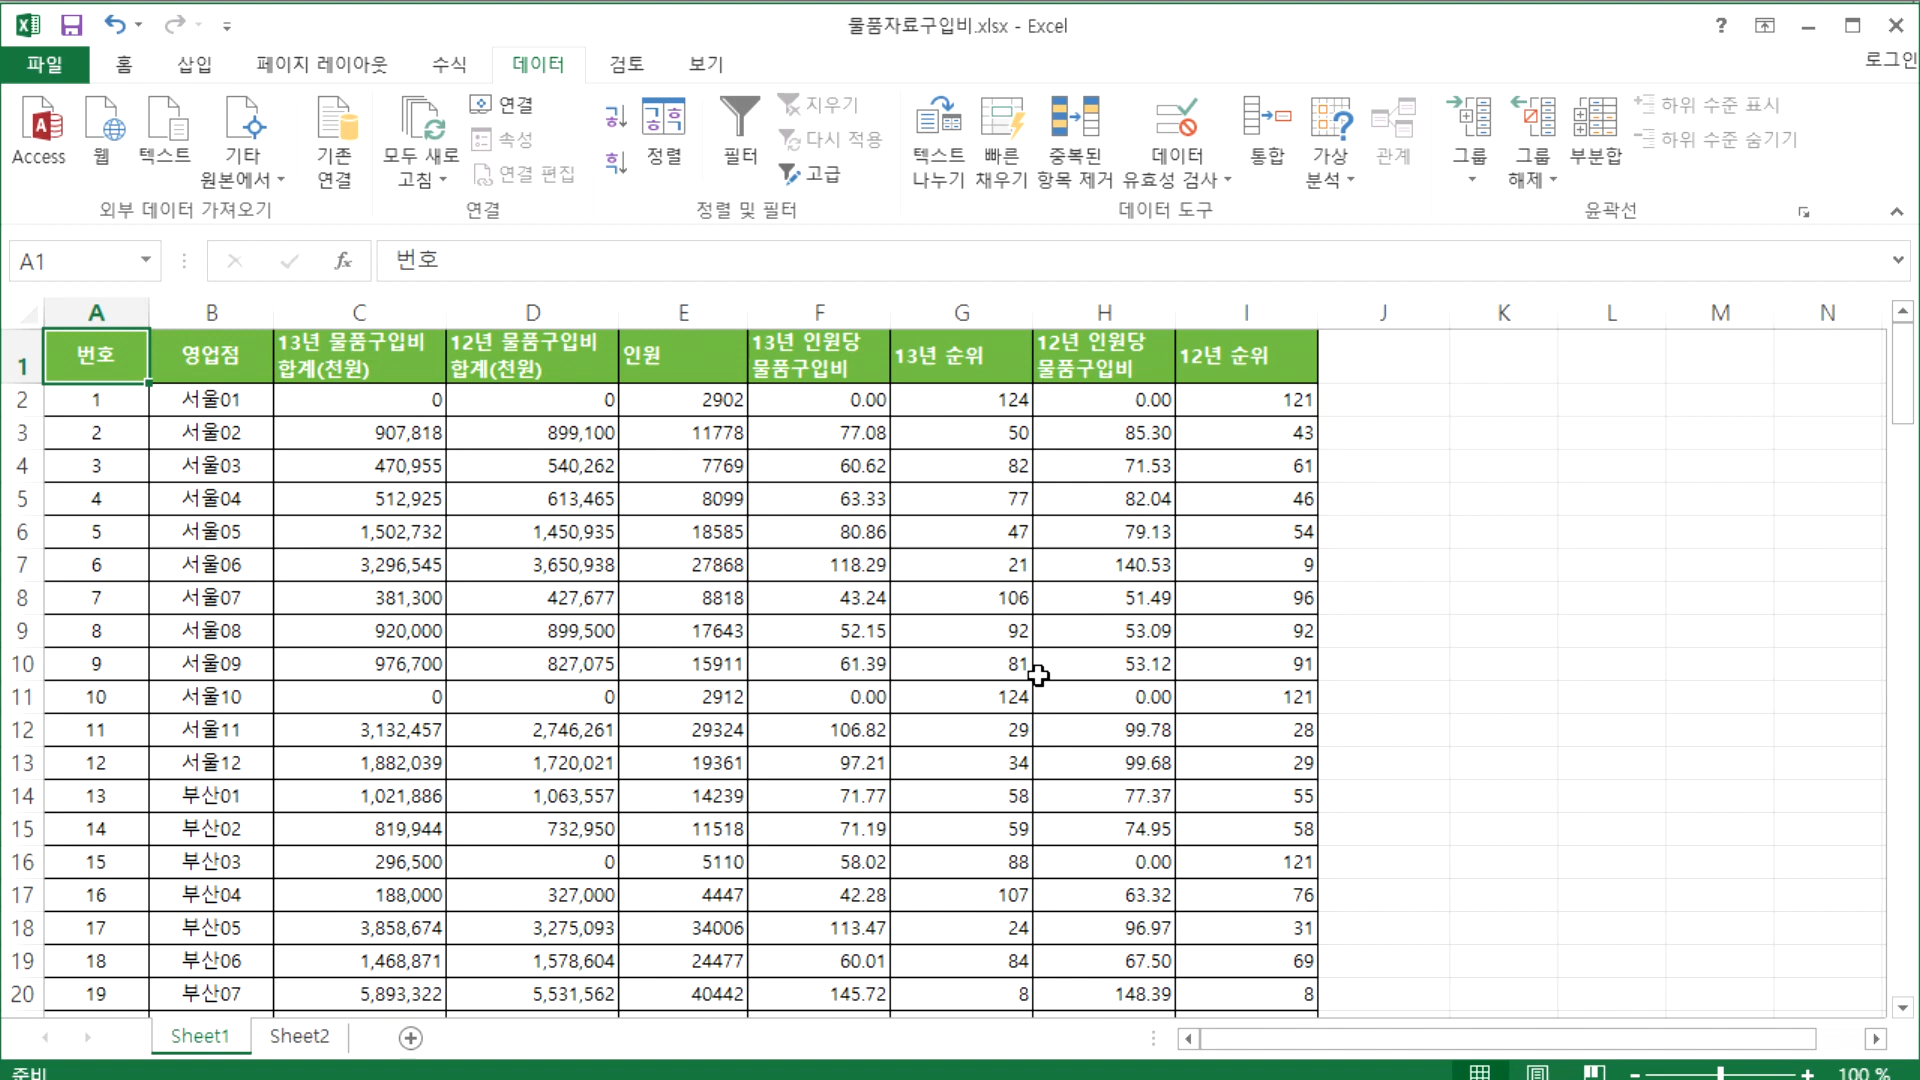 물품자료구입비.xlsx - Excel
?
파일 홈 삽입 페이지 레이아웃 수식 데이터 검토 보기 로그인
Access 웹 텍스트 기타 원본에서 기존 연결 모두 새로 고침 연결 속성 연결 편집
정렬 필터 지우기 다시 적용 고급
텍스트 나누기 빠른 채우기 중복된 항목 제거 데이터 유효성 검사 통합 가상 분석 관계
그룹 그룹 해제 부분합 하위 수준 표시 하위 수준 숨기기
외부 데이터 가져오기 연결 정렬 및 필터 데이터 도구 윤곽선
A1 fx 번호
A B C D E F G H I J K L M N
1 번호 영업점 13년 물품구입비 합계(천원) 12년 물품구입비 합계(천원) 인원 13년 인원당 물품구입비 13년 순위 12년 인원당 물품구입비 12년 순위
2 1 서울01 0 0 2902 0.00 124 0.00 121
3 2 서울02 907,818 899,100 11778 77.08 50 85.30 43
4 3 서울03 470,955 540,262 7769 60.62 82 71.53 61
5 4 서울04 512,925 613,465 8099 63.33 77 82.04 46
6 5 서울05 1,502,732 1,450,935 18585 80.86 47 79.13 54
7 6 서울06 3,296,545 3,650,938 27868 118.29 21 140.53 9
8 7 서울07 381,300 427,677 8818 43.24 106 51.49 96
9 8 서울08 920,000 899,500 17643 52.15 92 53.09 92
10 9 서울09 976,700 827,075 15911 61.39 81 53.12 91
11 10 서울10 0 0 2912 0.00 124 0.00 121
12 11 서울11 3,132,457 2,746,261 29324 106.82 29 99.78 28
13 12 서울12 1,882,039 1,720,021 19361 97.21 34 99.68 29
14 13 부산01 1,021,886 1,063,557 14239 71.77 58 77.37 55
15 14 부산02 819,944 732,950 11518 71.19 59 74.95 58
16 15 부산03 296,500 0 5110 58.02 88 0.00 121
17 16 부산04 188,000 327,000 4447 42.28 107 63.32 76
18 17 부산05 3,858,674 3,275,093 34006 113.47 24 96.97 31
19 18 부산06 1,468,871 1,578,604 24477 60.01 84 67.50 69
20 19 부산07 5,893,322 5,531,562 40442 145.72 8 148.39 8
Sheet1 Sheet2
준비 100 %